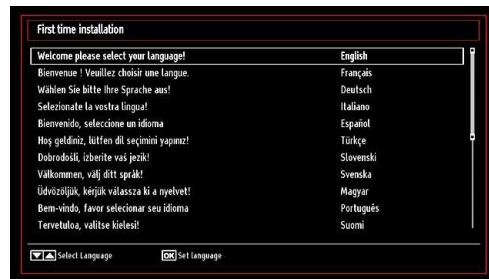 First time installation
Welcome please select your language! English
Bienvenue ! Veuillez choisir une langue. Français
Wählen Sie bitte Ihre Sprache aus! Deutsch
Selezionate la vostra lingua! Italiano
Bienvenido, seleccione un idioma Español
Hoş geldiniz, lütfen dil seçimini yapınız! Türkçe
Dobrodošli, izberite vaš jezik! Slovenski
Välkommen, välj ditt språk! Svenska
Üdvözöljük, kérjük válassza ki a nyelvet! Magyar
Bem-vindo, favor selecionar seu idioma Português
Tervetuloa, valitse kielesi! Suomi
Select Language OK Set language